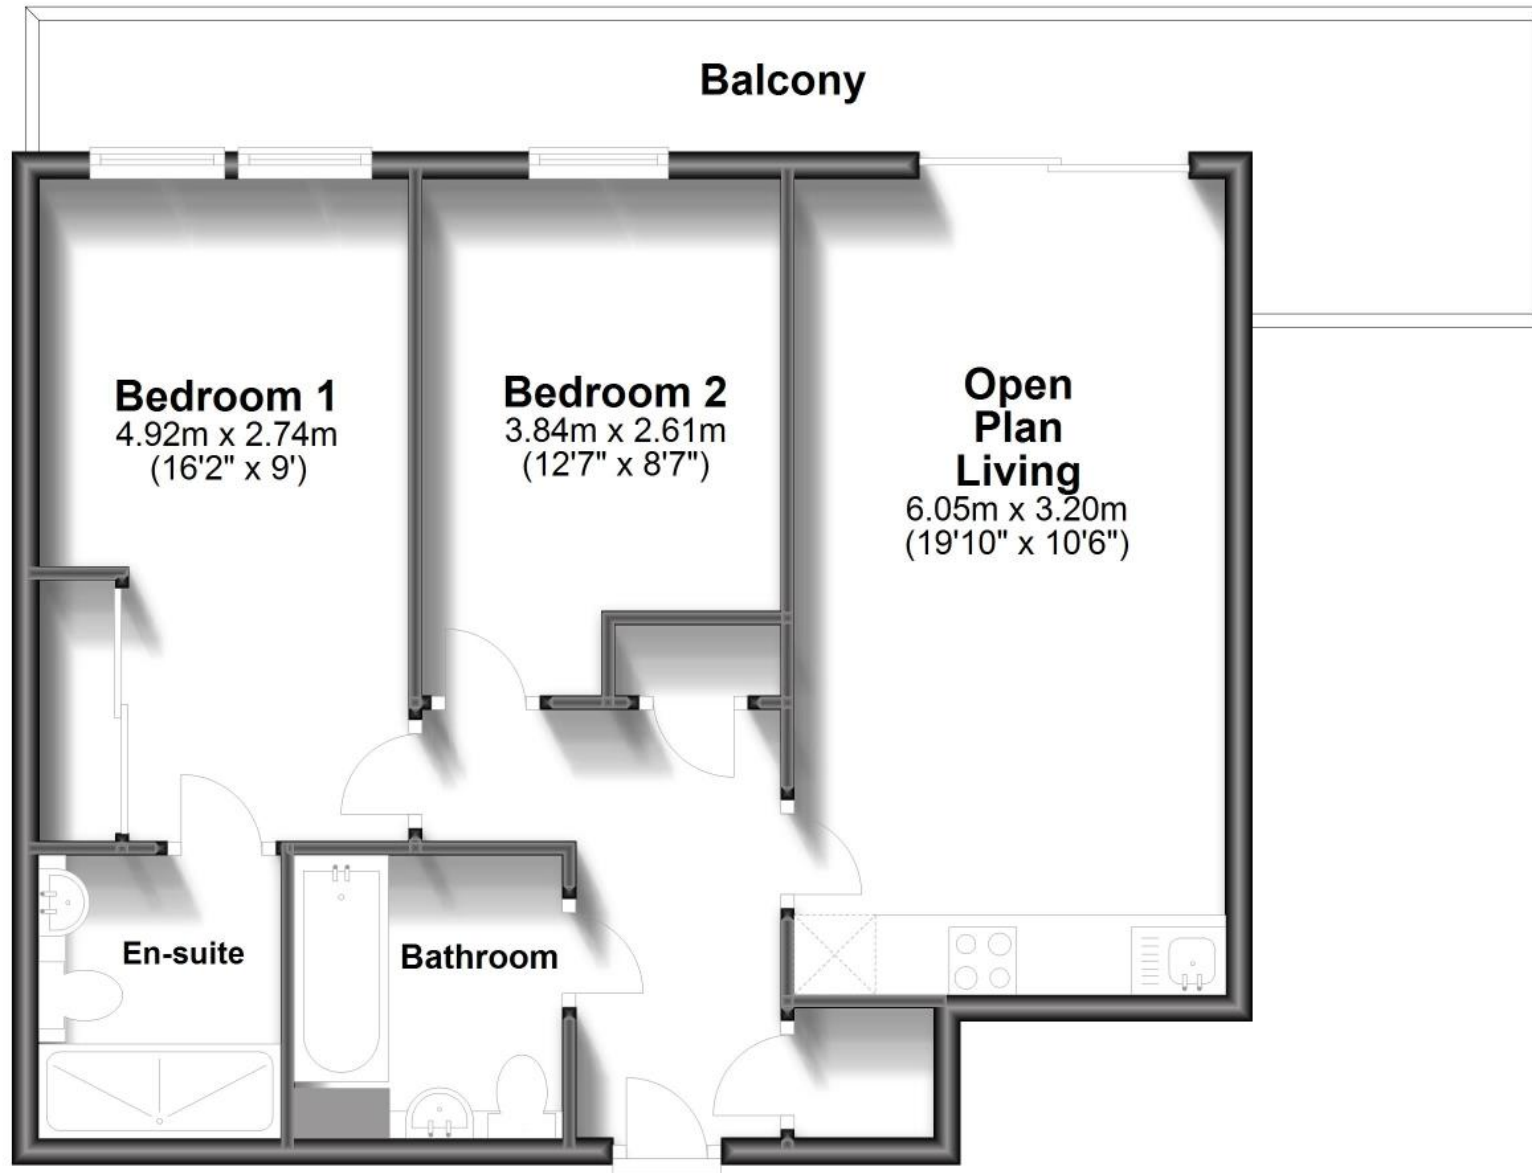 Balcony
Bedroom 1
4.92m x 2.74m
(16'2" x 9')
Bedroom 2
3.84m x 2.61m
(12'7" x 8'7")
Open
Plan
Living
6.05m x 3.20m
(19'10" x 10'6")
En-suite
Bathroom